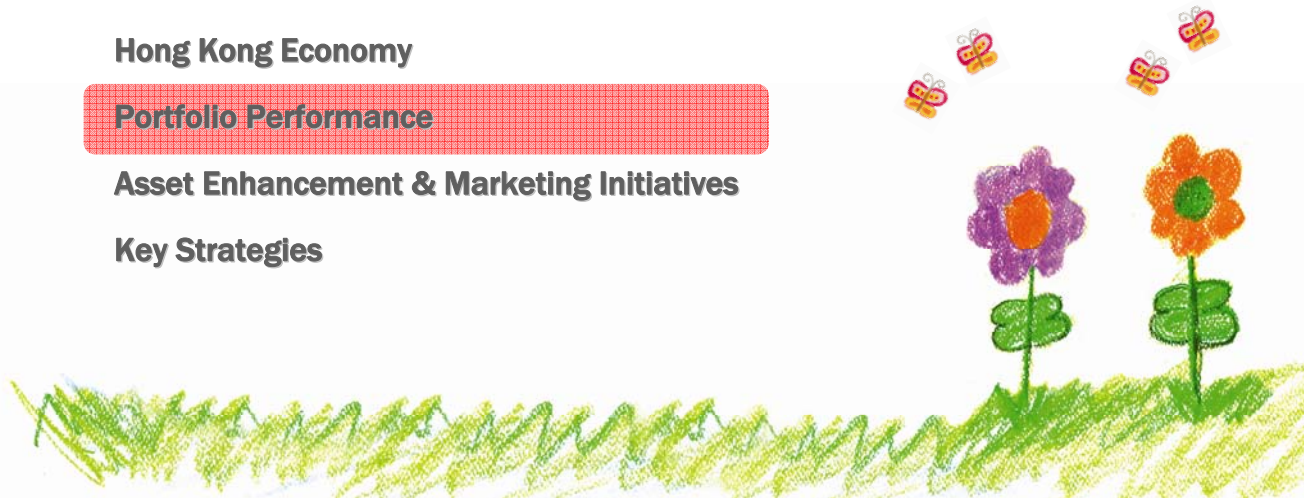 Hong Kong Economy
Portfolio Performance
Asset Enhancement & Marketing Initiatives
Key Strategies